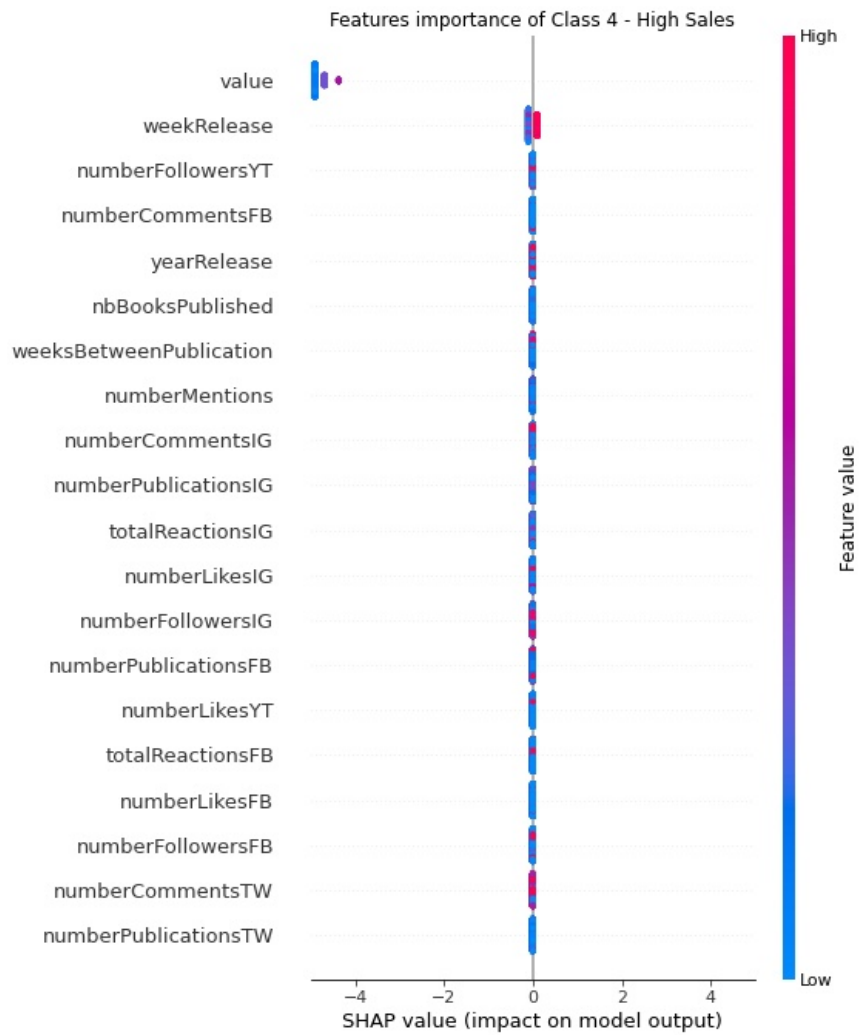 Features importance of Class 4 - High Sales
High
value
weekRelease
numberFollowersYT
numberCommentsFB
yearRelease
nbBooksPublished
weeksBetweenPublication
numberMentions
numberCommentsIG
numberPublicationsIG
totalReactionsIG
numberLikesIG
numberFollowersIG
numberPublicationsFB
numberLikesYT
totalReactionsFB
numberLikesFB
numberFollowersFB
numberCommentsTW
numberPublicationsTW
Feature value
Low
−4 −2 0 2 4
SHAP value (impact on model output)